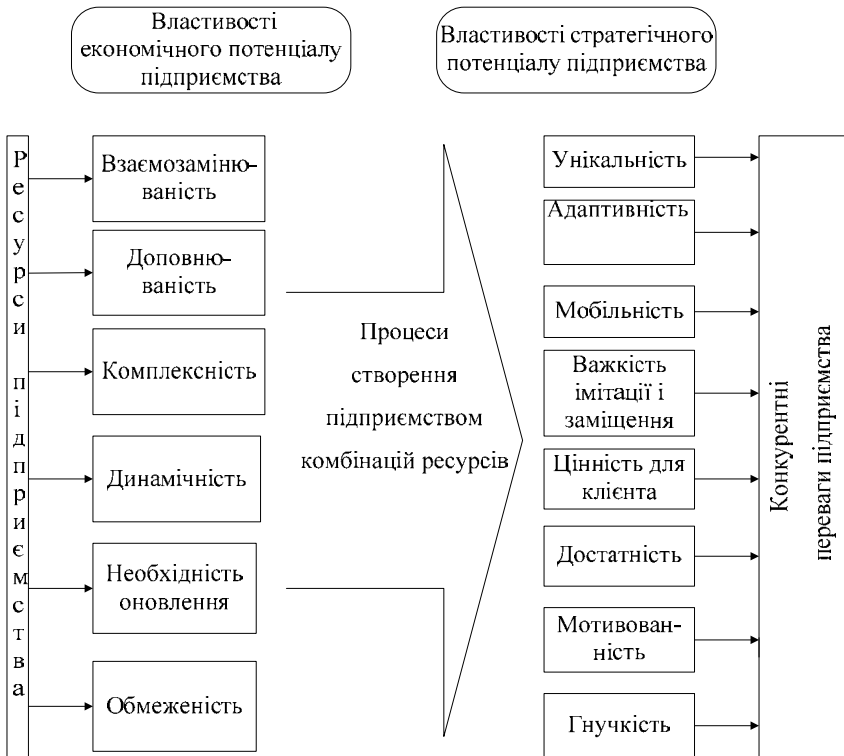 Властивості
економічного потенціалу
підприємства
Властивості стратегічного
потенціалу підприємства
Ресурси підприємства
Взаємозаміню-
ваність
Доповню-
ваність
Комплексність
Динамічність
Необхідність
оновлення
Обмеженість
Процеси
створення
підприємством
комбінацій ресурсів
Унікальність
Адаптивність
Мобільність
Важкість
імітації і
заміщення
Цінність для
клієнта
Достатність
Мотивован-
ність
Гнучкість
Конкурентні
переваги підприємства